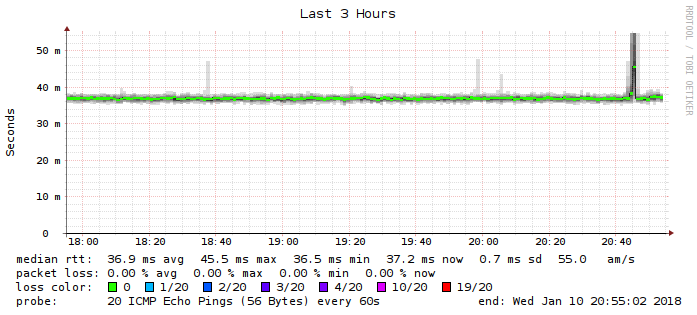 Last 3 Hours
RRDTOOL / TOBI OETIKER
Seconds
50 m
40 m
30 m
20 m
10 m
0
18:00 18:20 18:40 19:00 19:20 19:40 20:00 20:20 20:40
median rtt: 36.9 ms avg 45.5 ms max 36.5 ms min 37.2 ms now 0.7 ms sd 55.0 am/s
packet loss: 0.00 % avg 0.00 % max 0.00 % min 0.00 % now
loss color: 0 1/20 2/20 3/20 4/20 10/20 19/20
probe: 20 ICMP Echo Pings (56 Bytes) every 60s end: Wed Jan 10 20:55:02 2018